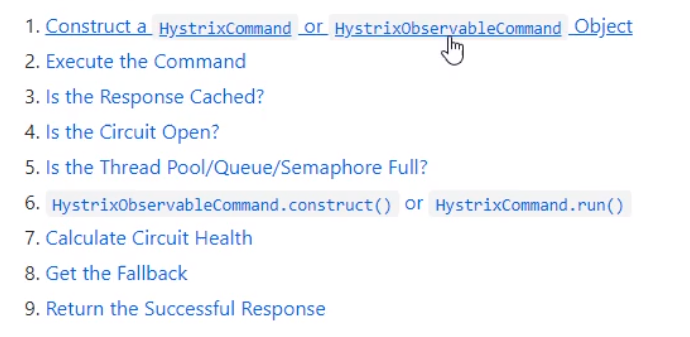 1. Construct a HystrixCommand or HystrixObservableCommand Object
2. Execute the Command
3. Is the Response Cached?
4. Is the Circuit Open?
5. Is the Thread Pool/Queue/Semaphore Full?
6. HystrixObservableCommand.construct() or HystrixCommand.run()
7. Calculate Circuit Health
8. Get the Fallback
9. Return the Successful Response